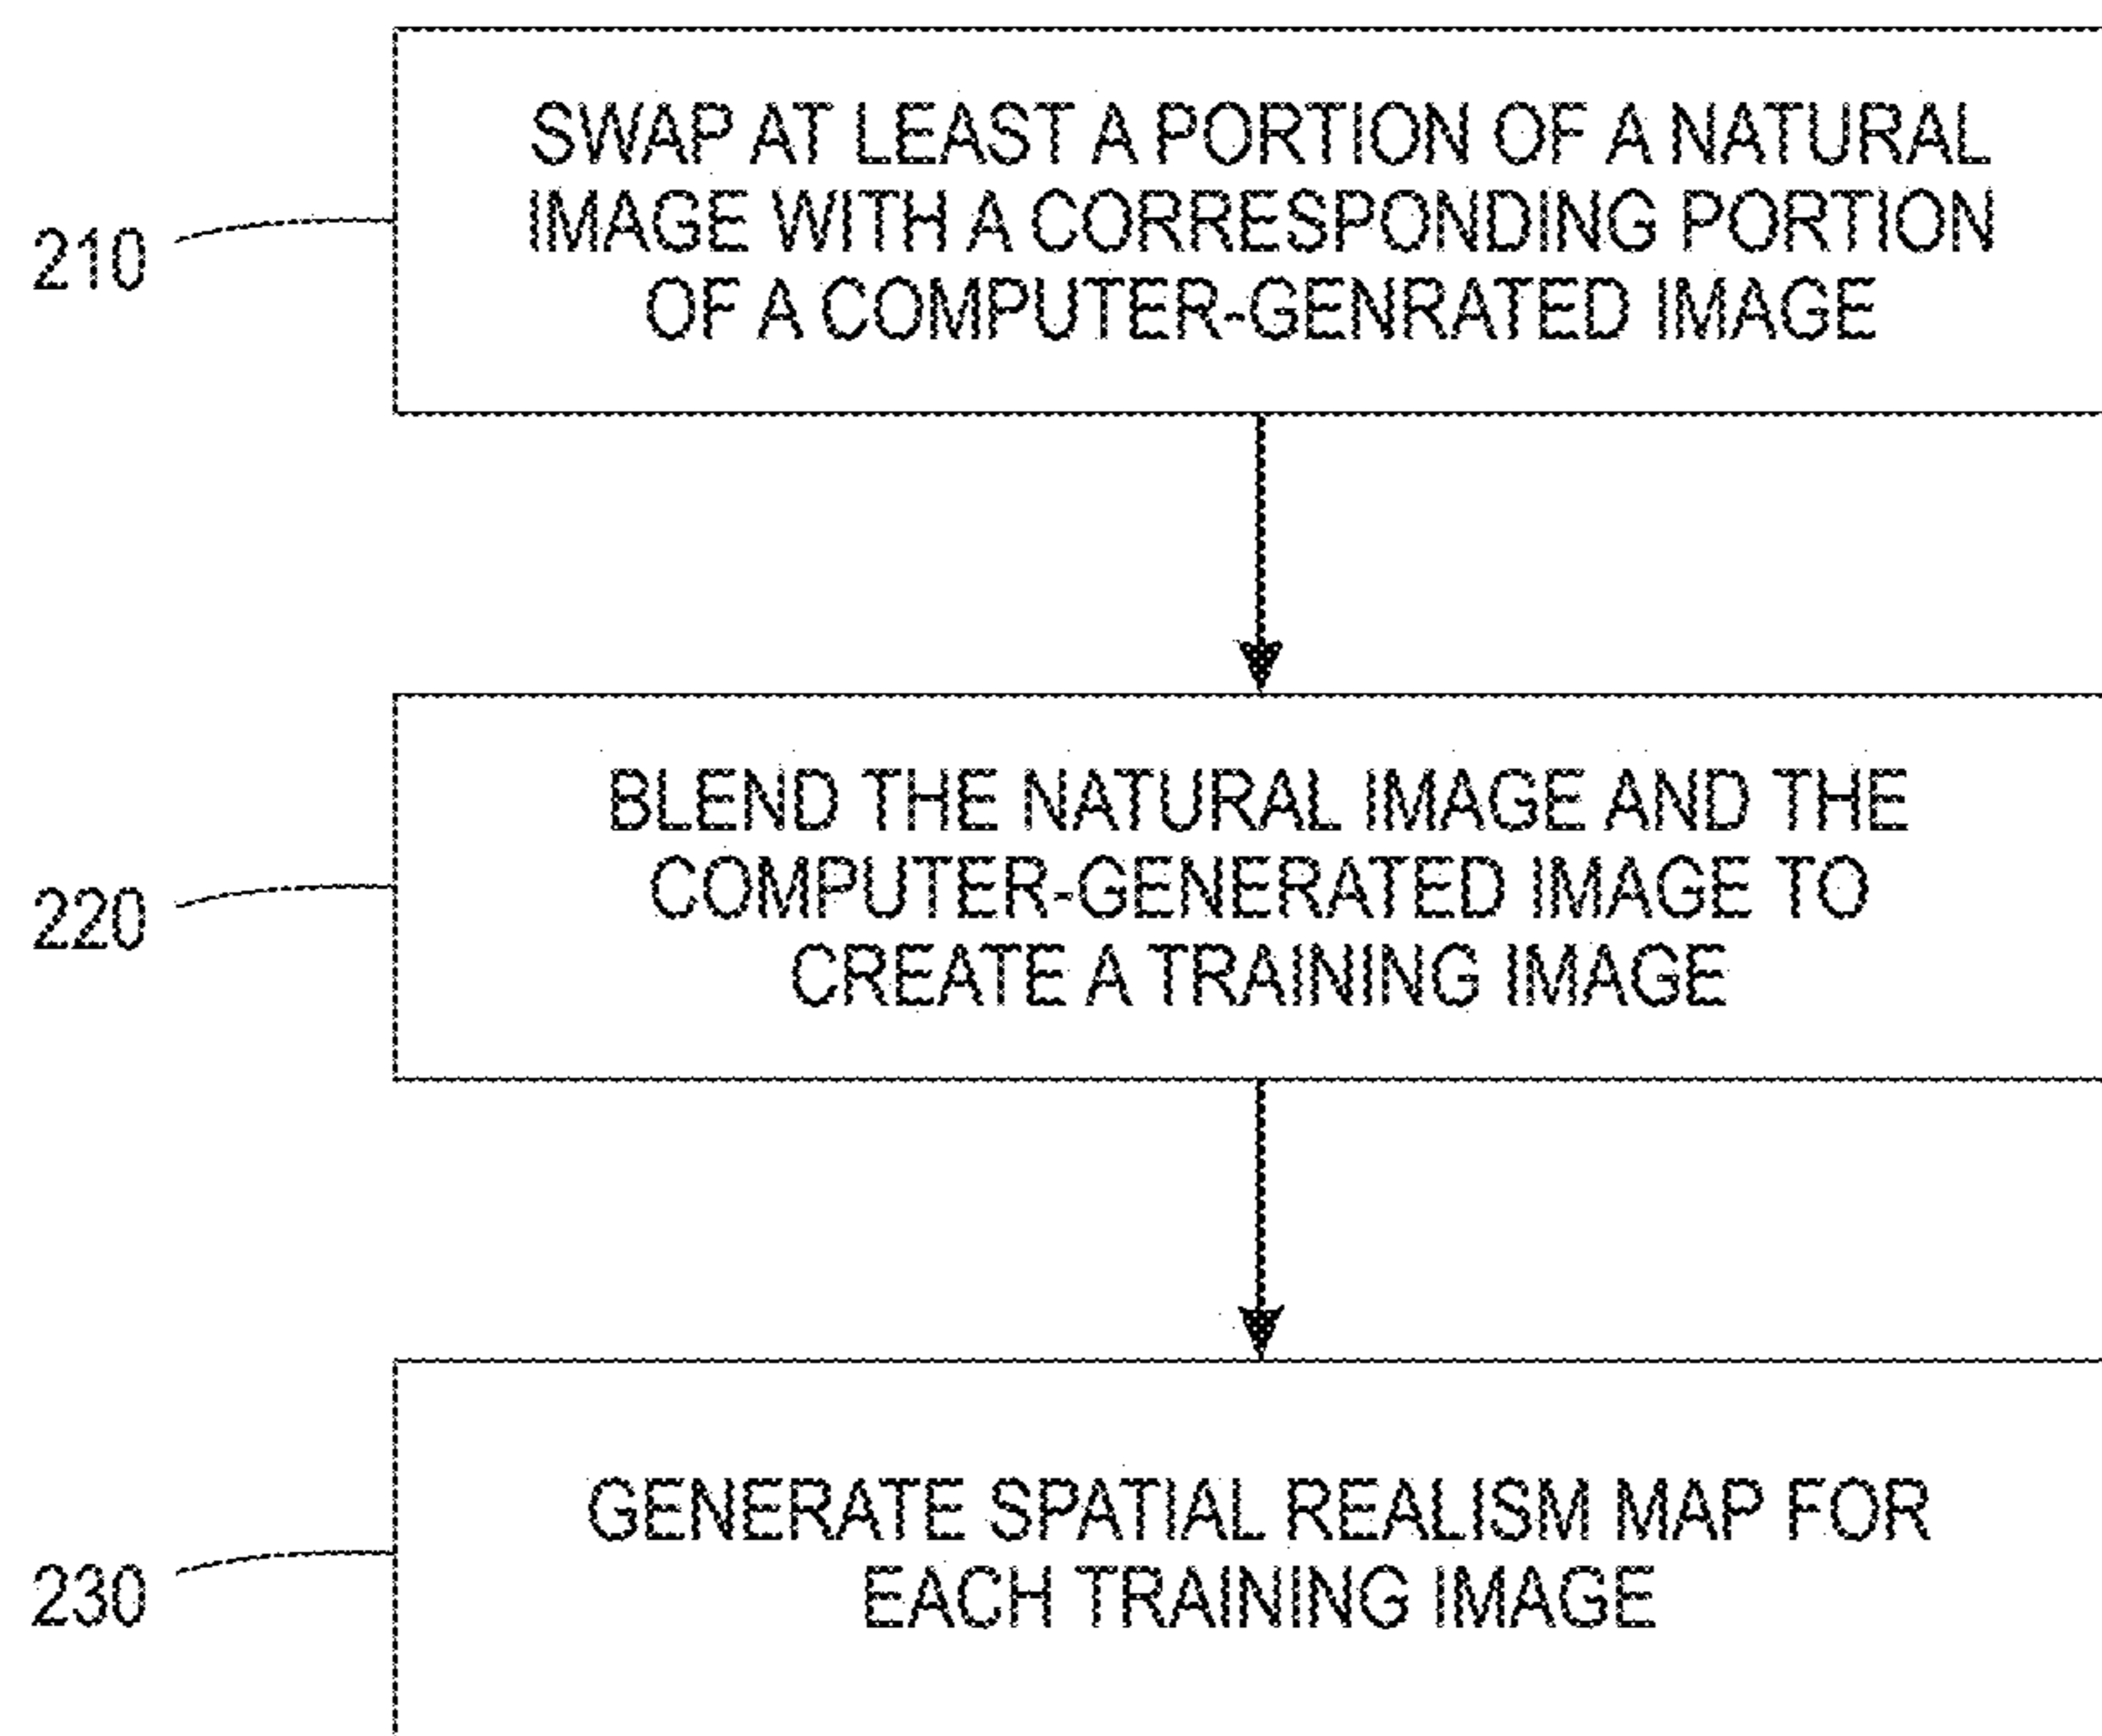 SWAP AT LEAST A PORTION OF A NATURAL
IMAGE WITH A CORRESPONDING PORTION
OF A COMPUTER-GENRATED IMAGE
210
BLEND THE NATURAL IMAGE AND THE
COMPUTER-GENERATED IMAGE TO
CREATE A TRAINING IMAGE
220
GENERATE SPATIAL REALISM MAP FOR
EACH TRAINING IMAGE
230